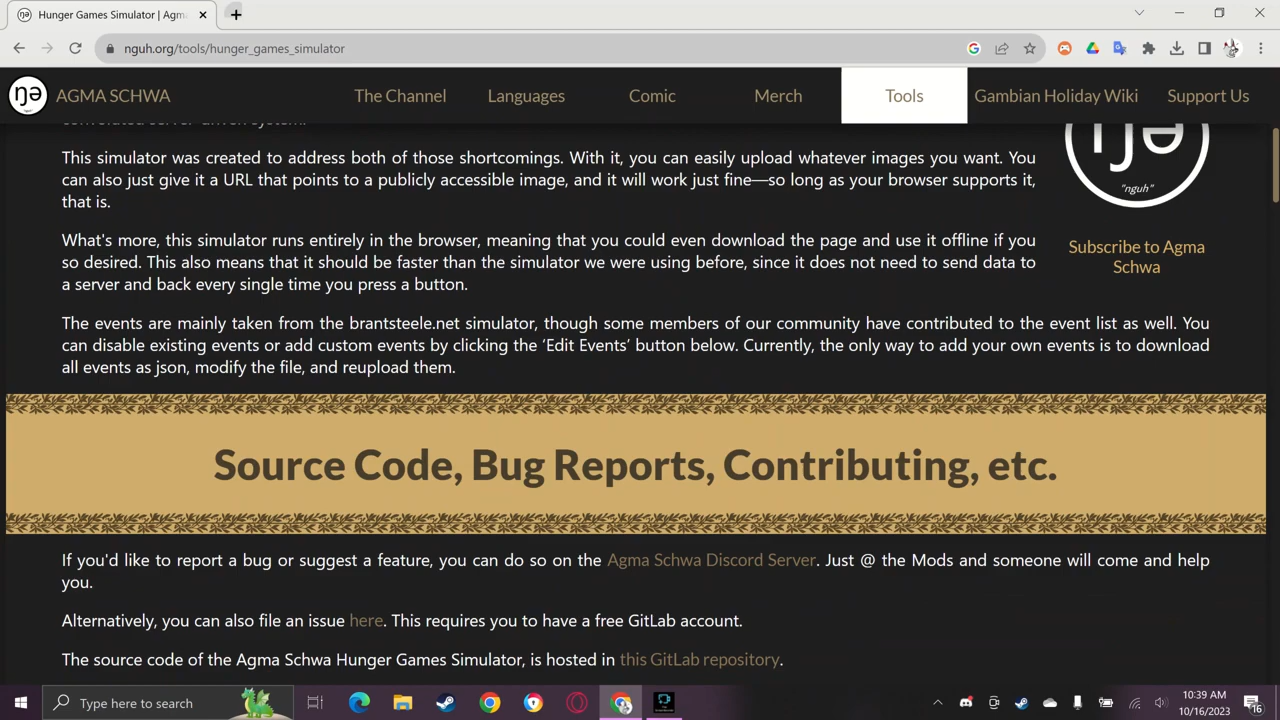 Hunger Games Simulator | Agma
nguh.org/tools/hunger_games_simulator
ŋə AGMA SCHWA The Channel Languages Comic Merch Tools Gambian Holiday Wiki Support Us
convoluted server-driven system.
This simulator was created to address both of those shortcomings. With it, you can easily upload whatever images you want. You
can also just give it a URL that points to a publicly accessible image, and it will work just fine—so long as your browser supports it,
that is.
ŋə
"nguh"
What's more, this simulator runs entirely in the browser, meaning that you could even download the page and use it offline if you
so desired. This also means that it should be faster than the simulator we were using before, since it does not need to send data to
a server and back every single time you press a button.
Subscribe to Agma
Schwa
The events are mainly taken from the brantsteele.net simulator, though some members of our community have contributed to the event list as well. You
can disable existing events or add custom events by clicking the ‘Edit Events’ button below. Currently, the only way to add your own events is to download
all events as json, modify the file, and reupload them.
Source Code, Bug Reports, Contributing, etc.
If you'd like to report a bug or suggest a feature, you can do so on the Agma Schwa Discord Server. Just @ the Mods and someone will come and help
you.
Alternatively, you can also file an issue here. This requires you to have a free GitLab account.
The source code of the Agma Schwa Hunger Games Simulator, is hosted in this GitLab repository.
Type here to search
10:39 AM
10/16/2023
16